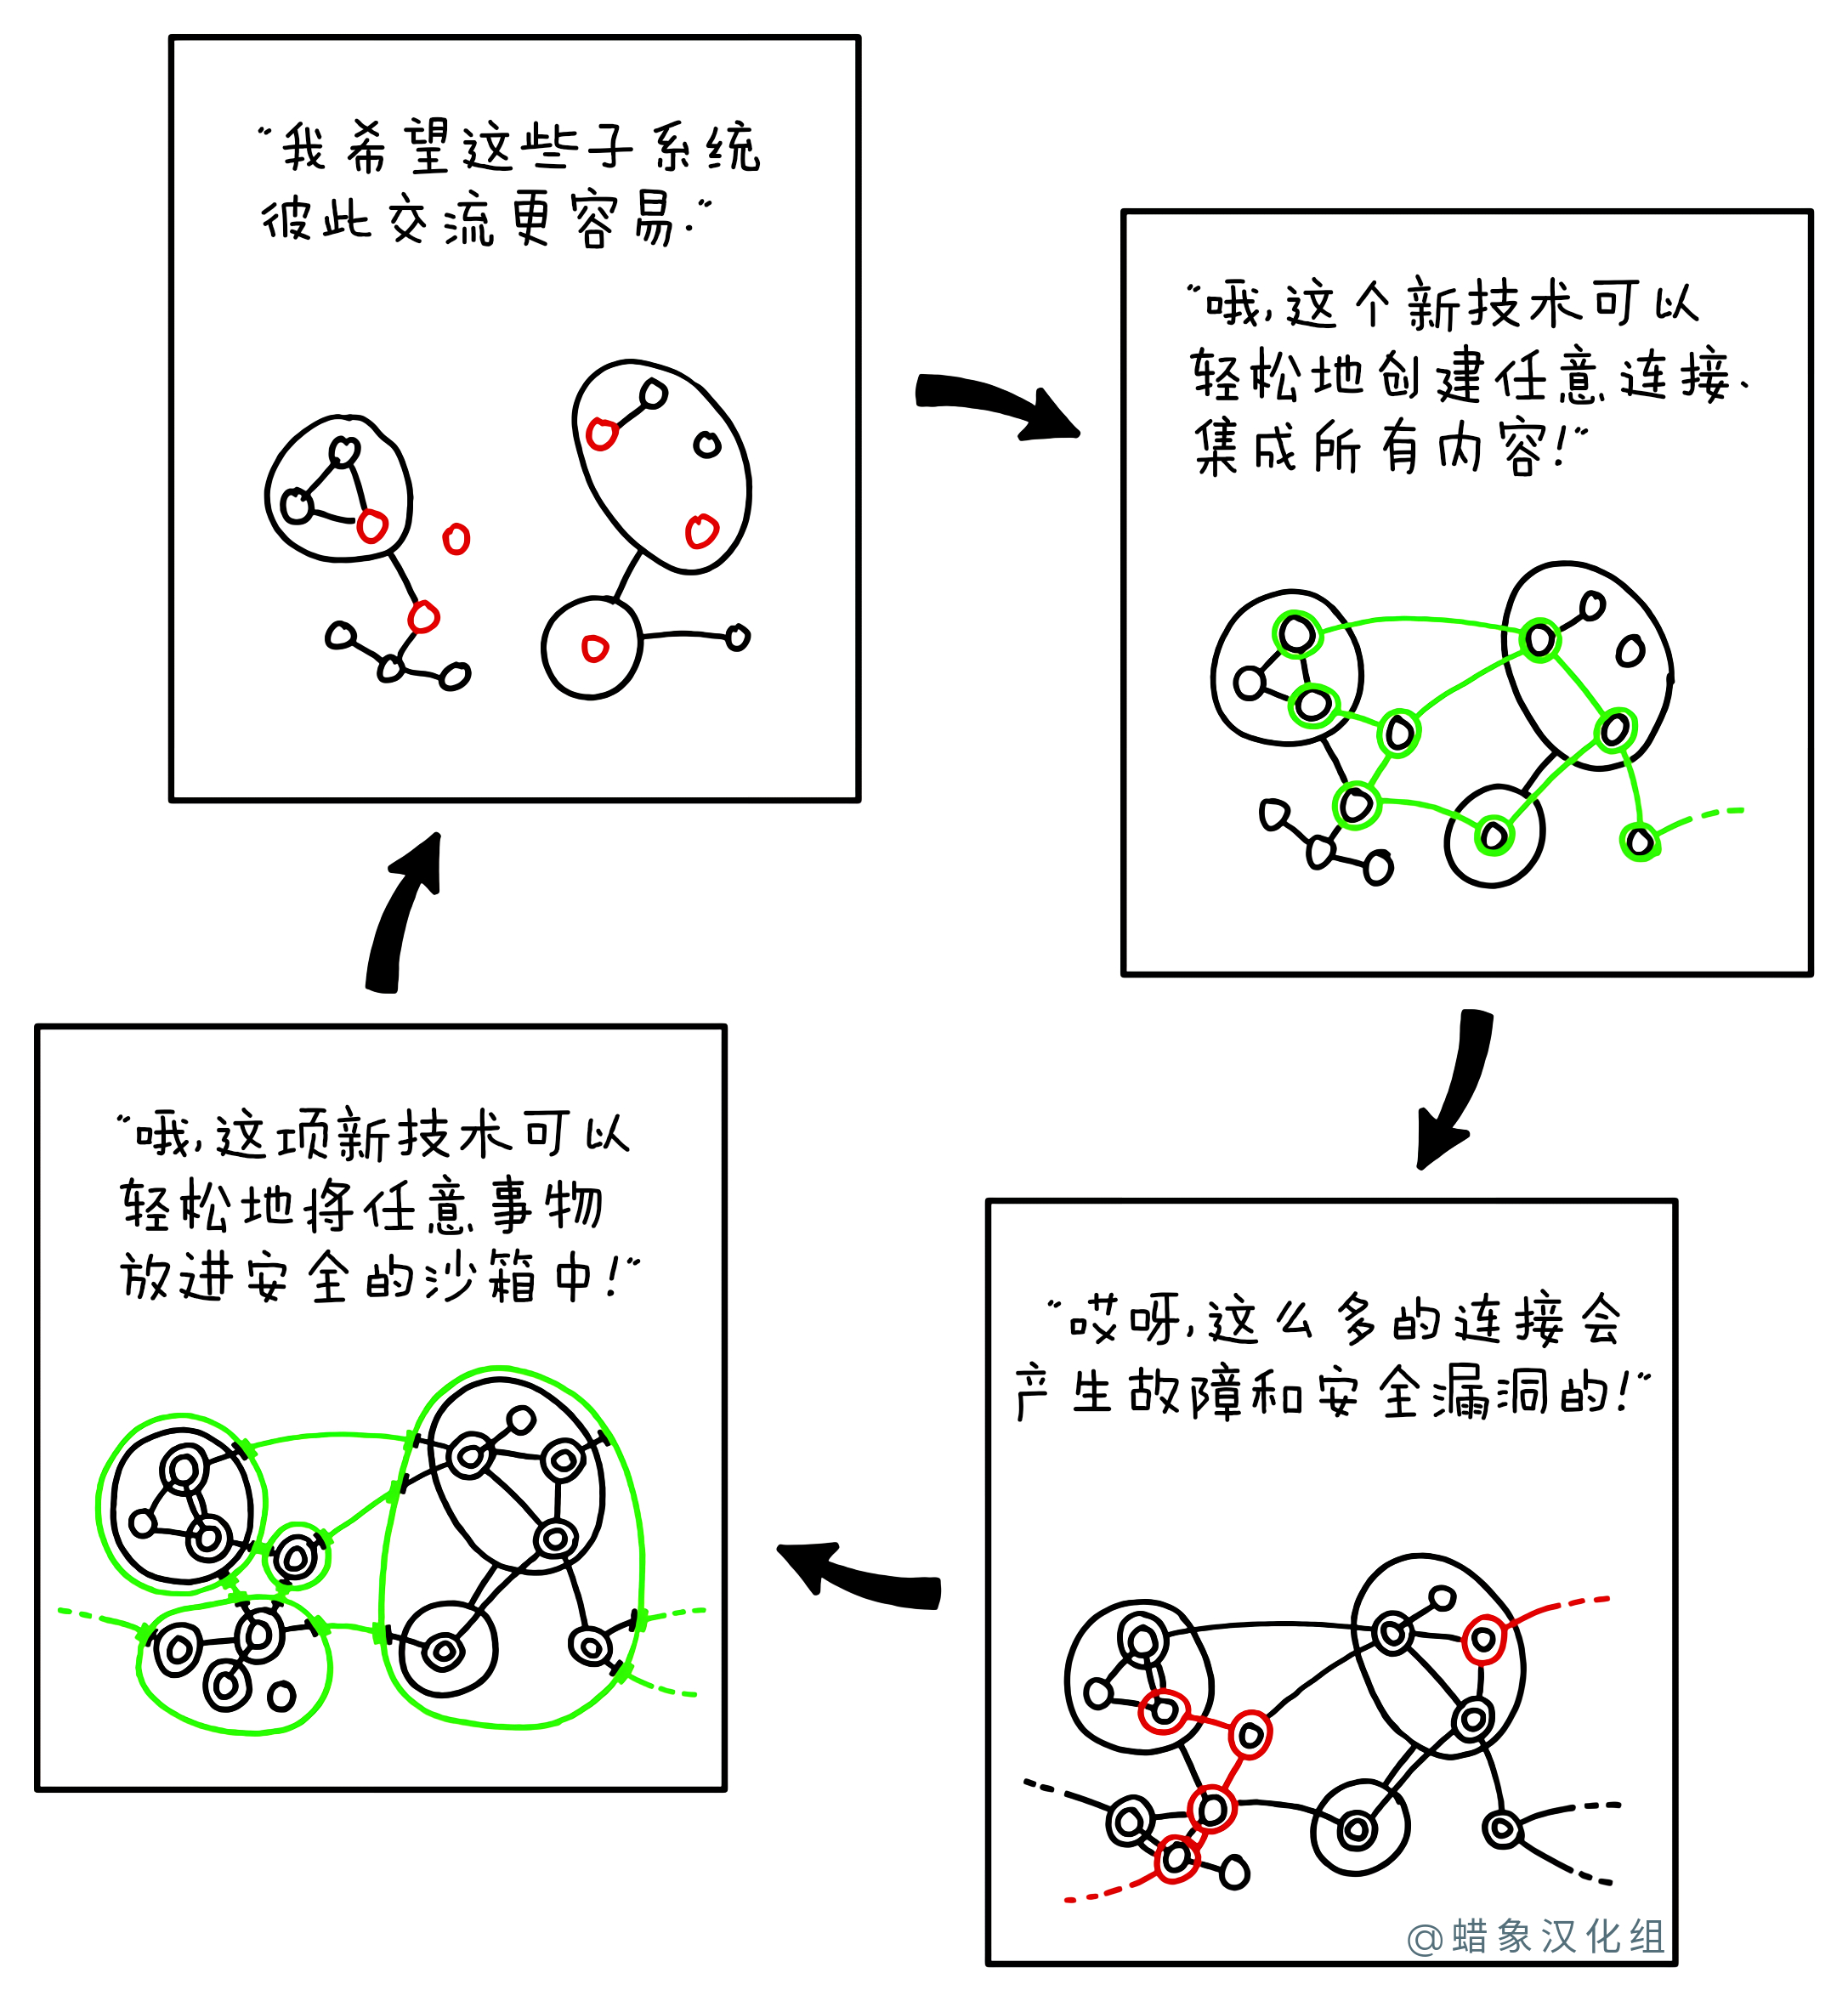 “我希望这些子系统
彼此交流更容易.”
“哦,这个新技术可以
轻松地创建任意连接.
集成所有内容!”
“哎呀,这么多的连接会
产生故障和安全漏洞的!”
“哦,这项新技术可以
轻松地将任意事物
放进安全的沙箱中!”
@蜡象汉化组